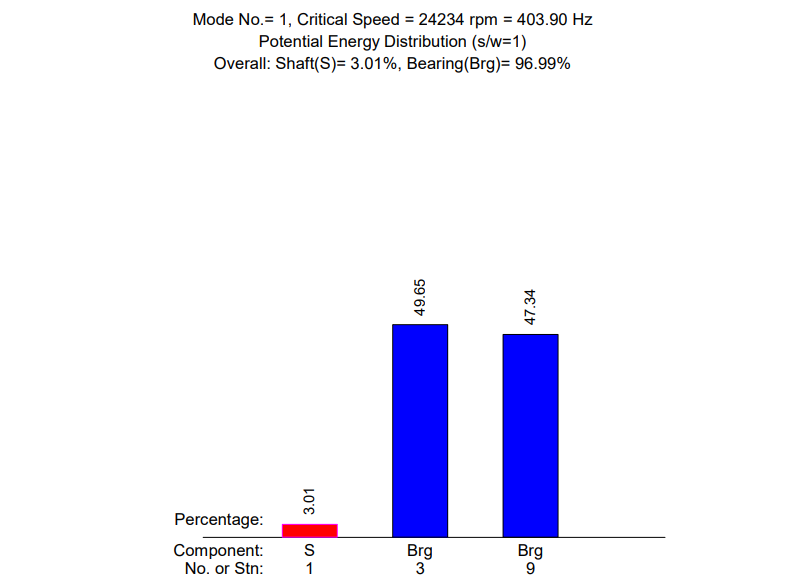 Mode No.= 1, Critical Speed = 24234 rpm = 403.90 Hz
Potential Energy Distribution (s/w=1)
Overall: Shaft(S)= 3.01%, Bearing(Brg)= 96.99%
49.65
47.34
3.01
Percentage:
Component: S Brg Brg
No. or Stn: 1 3 9